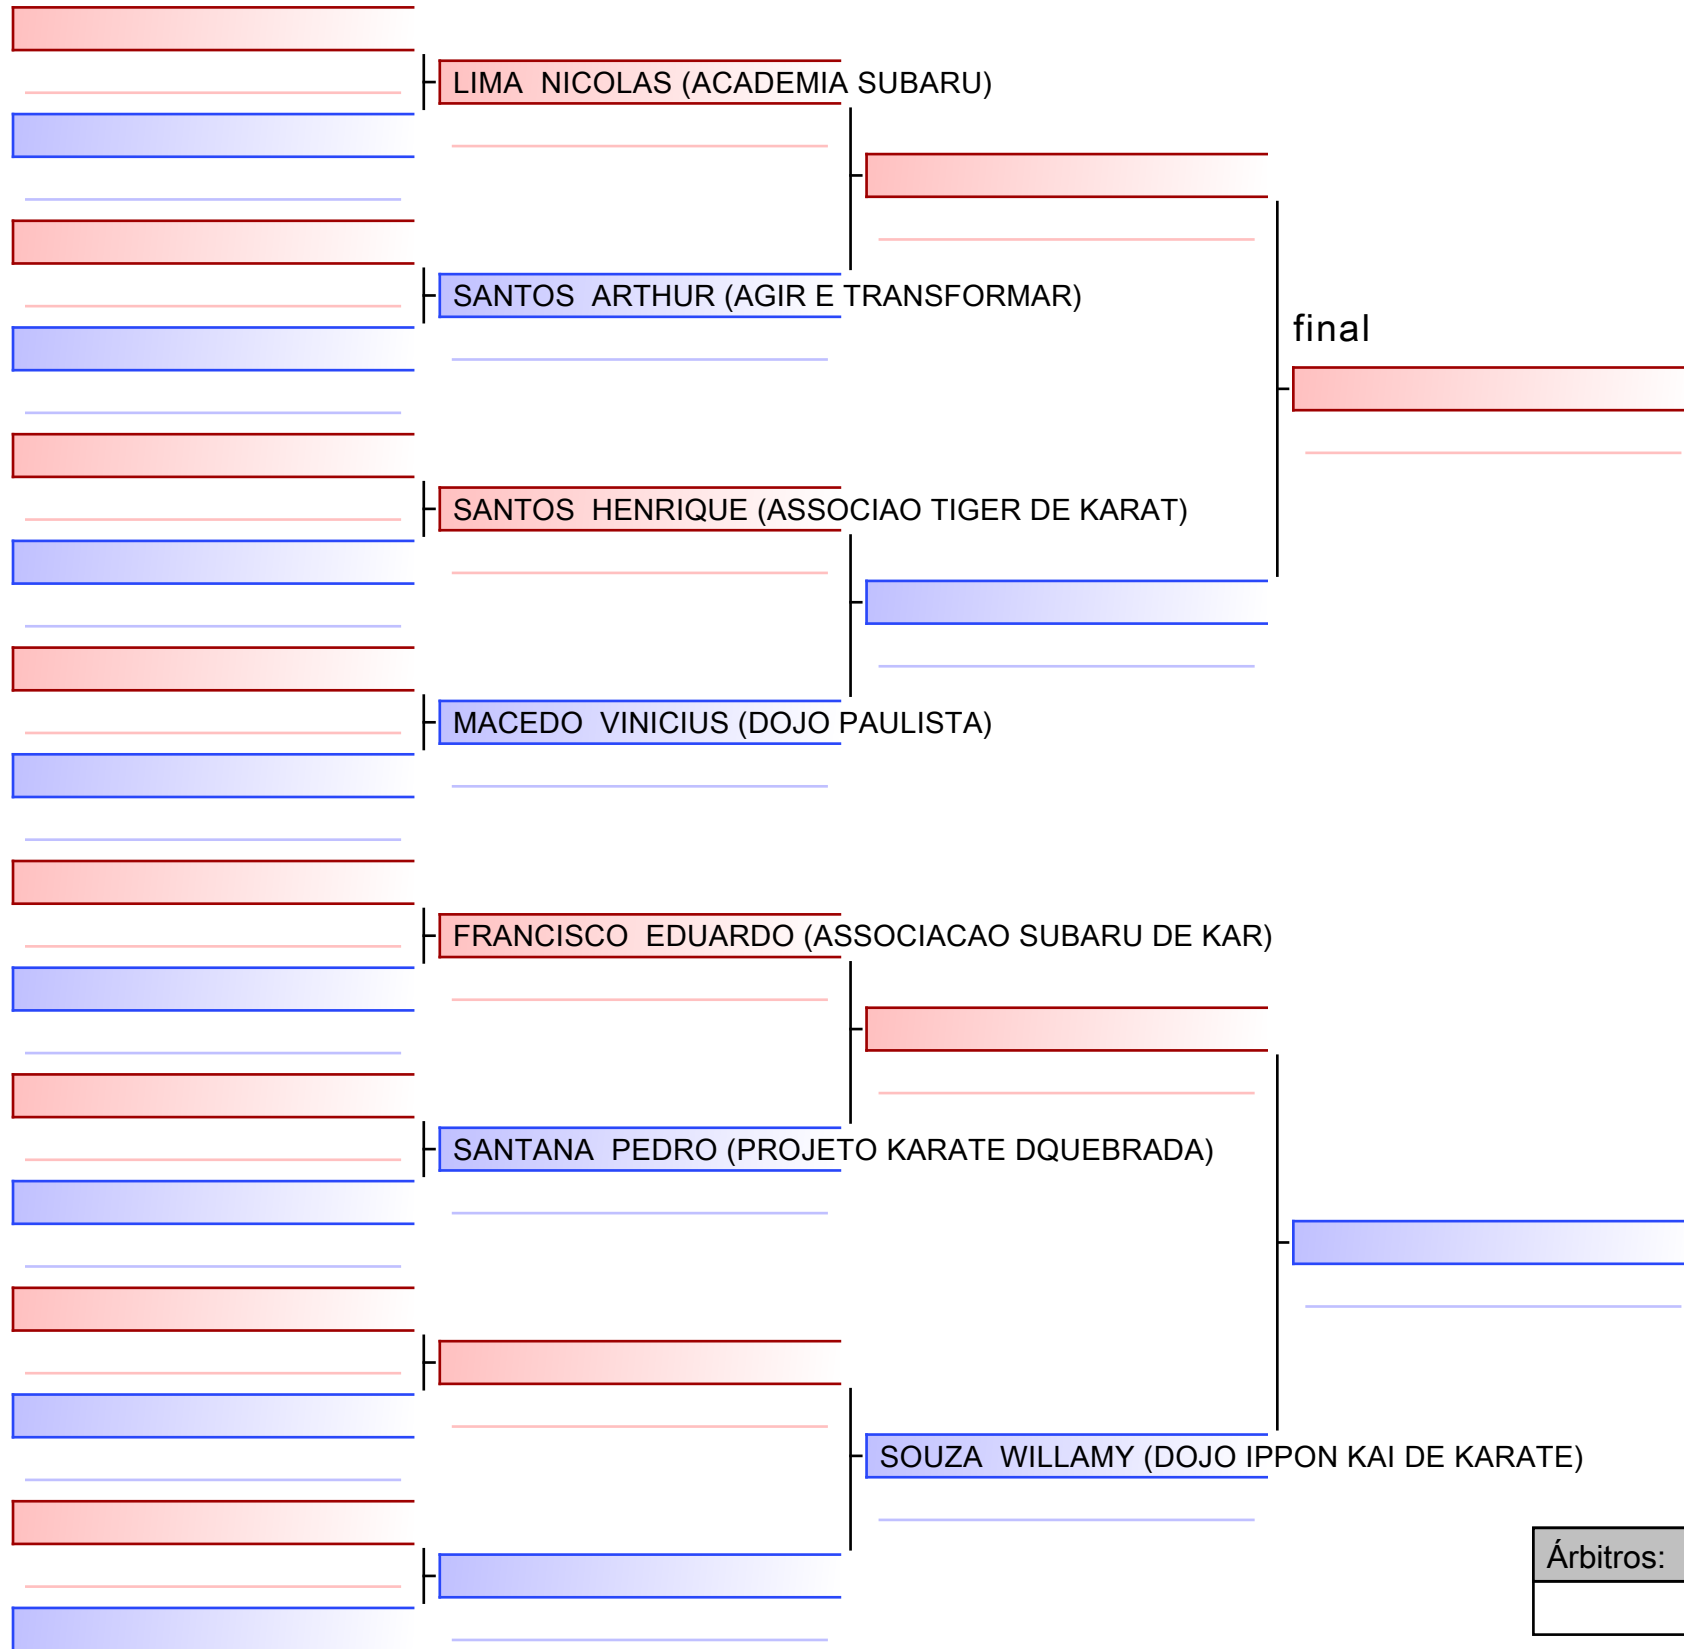 LIMA  NICOLAS (ACADEMIA SUBARU)
SANTOS  ARTHUR (AGIR E TRANSFORMAR)
final
SANTOS  HENRIQUE (ASSOCIAO TIGER DE KARAT)
MACEDO  VINICIUS (DOJO PAULISTA)
FRANCISCO  EDUARDO (ASSOCIACAO SUBARU DE KAR)
SANTANA  PEDRO (PROJETO KARATE DQUEBRADA)
SOUZA  WILLAMY (DOJO IPPON KAI DE KARATE)
Árbitros: